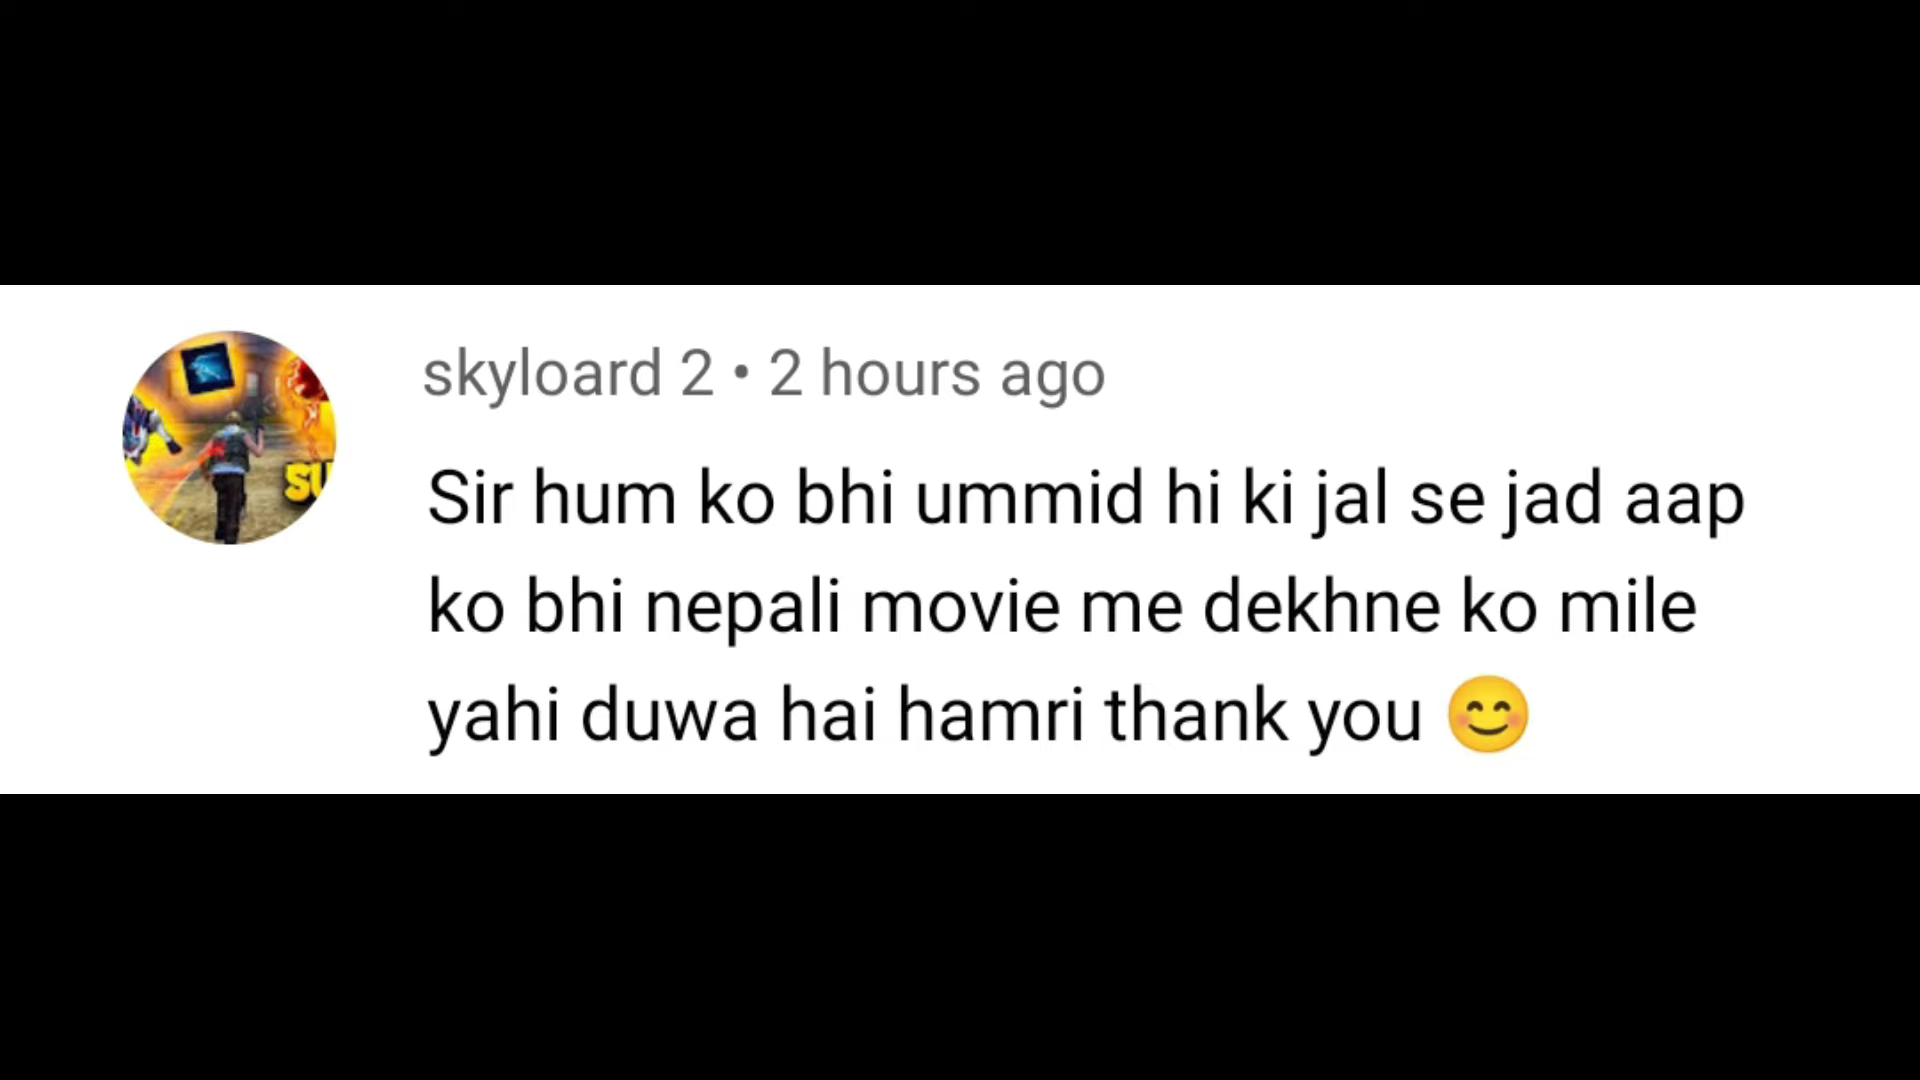 skyloard 2 • 2 hours ago
Sir hum ko bhi ummid hi ki jal se jad aap
ko bhi nepali movie me dekhne ko mile
yahi duwa hai hamri thank you 😊
SU